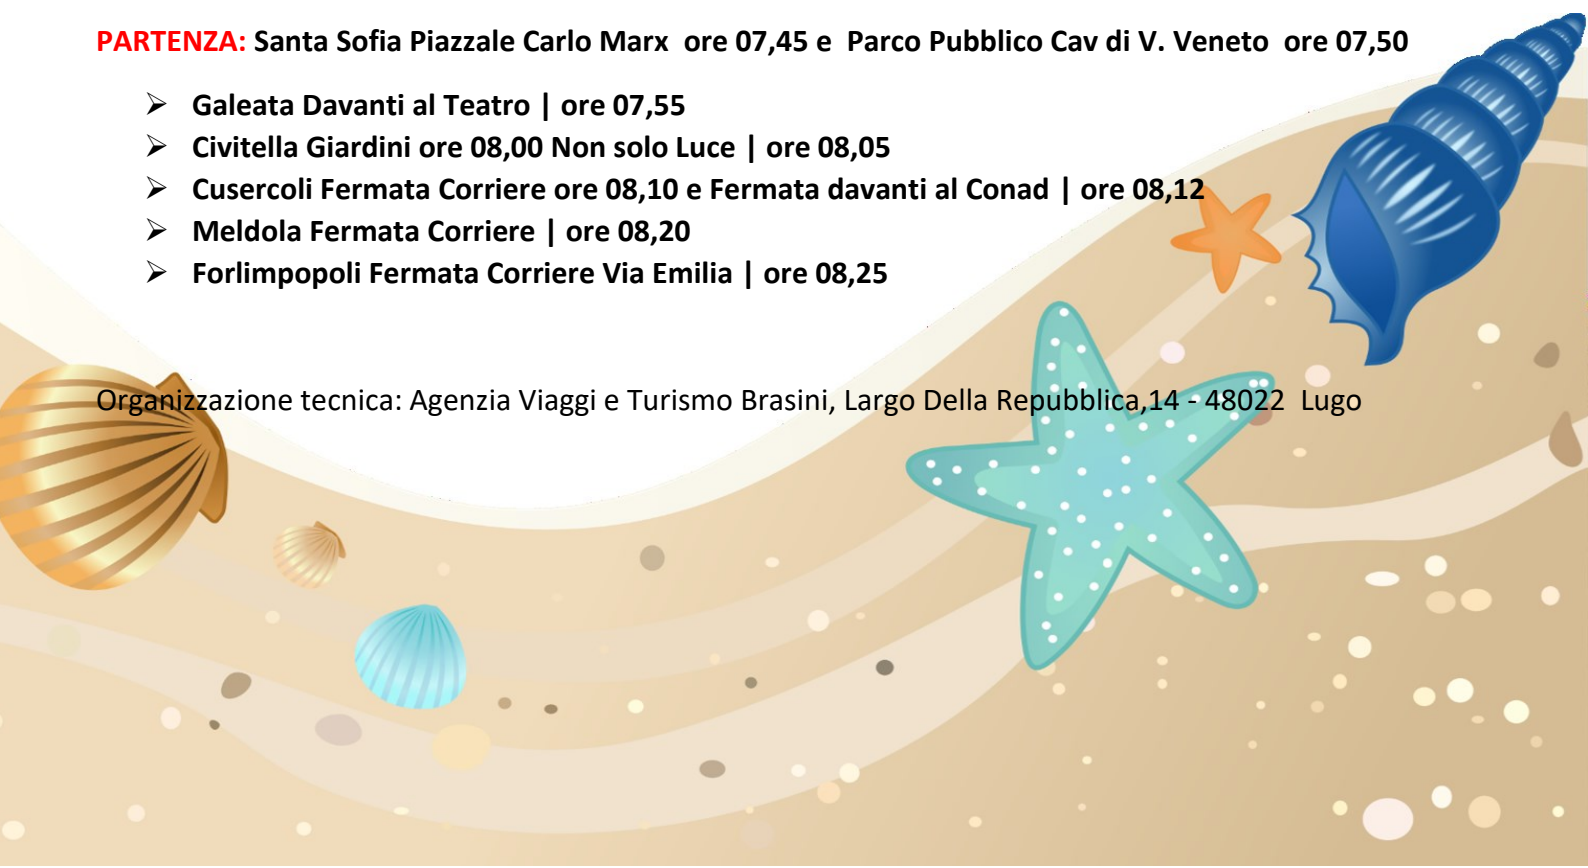 PARTENZA: Santa Sofia Piazzale Carlo Marx  ore 07,45 e  Parco Pubblico Cav di V. Veneto  ore 07,50
➢ Galeata Davanti al Teatro | ore 07,55
➢ Civitella Giardini ore 08,00 Non solo Luce | ore 08,05
➢ Cusercoli Fermata Corriere ore 08,10 e Fermata davanti al Conad | ore 08,12
➢ Meldola Fermata Corriere | ore 08,20
➢ Forlimpopoli Fermata Corriere Via Emilia | ore 08,25
Organizzazione tecnica: Agenzia Viaggi e Turismo Brasini, Largo Della Repubblica,14 - 48022  Lugo